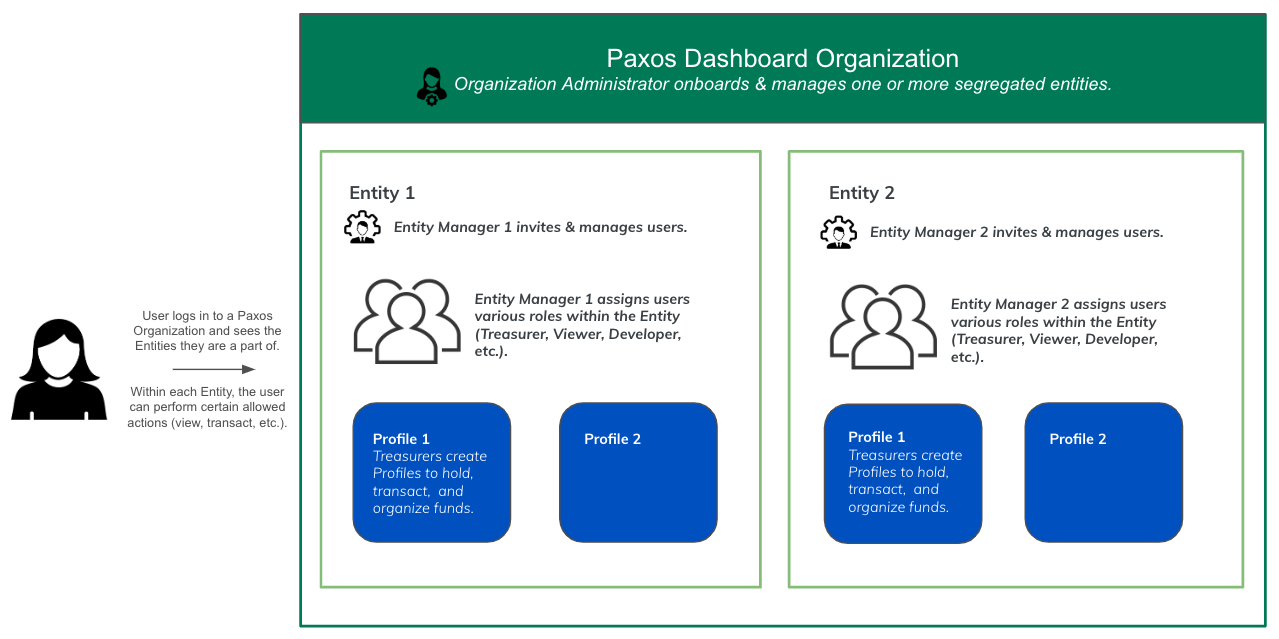 Paxos Dashboard Organization
Organization Administrator onboards & manages one or more segregated entities.
User logs in to a Paxos
Organization and sees the
Entities they are a part of.
Within each Entity, the user
can perform certain allowed
actions (view, transact, etc.).
Entity 1
Entity Manager 1 invites & manages users.
Entity Manager 1 assigns users
various roles within the Entity
(Treasurer, Viewer, Developer,
etc.).
Profile 1
Treasurers create
Profiles to hold,
transact, and
organize funds.
Profile 2
Entity 2
Entity Manager 2 invites & manages users.
Entity Manager 2 assigns users
various roles within the Entity
(Treasurer, Viewer, Developer,
etc.).
Profile 1
Treasurers create
Profiles to hold,
transact, and
organize funds.
Profile 2